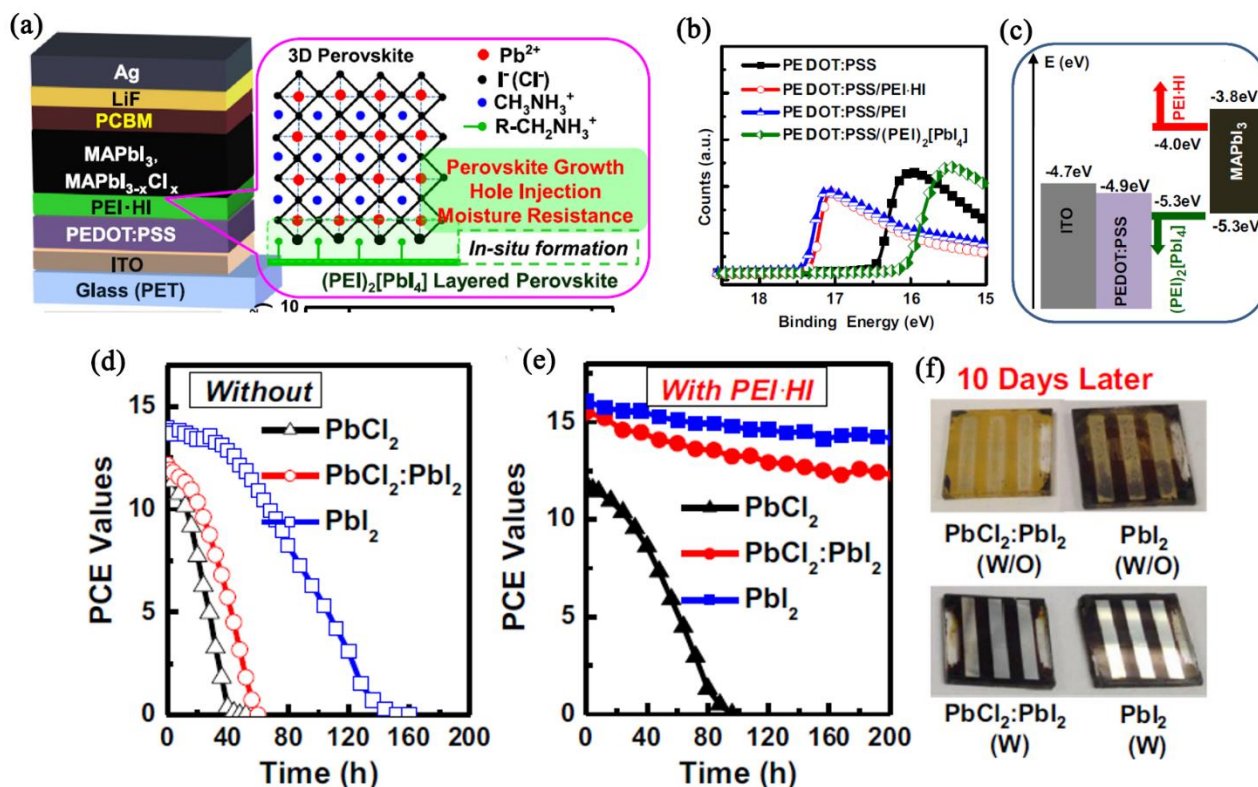 (a)
Ag
LiF
PCBM
MAPbI₃,
MAPbI₃₋ₓClₓ
PEI·HI
PEDOT:PSS
ITO
Glass (PET)
3D Perovskite
Pb²⁺
I⁻(Cl⁻)
CH₃NH₃⁺
R-CH₂NH₃⁺
Perovskite Growth
Hole Injection
Moisture Resistance
In-situ formation
(PEI)₂[PbI₄] Layered Perovskite
10
(b)
PEDOT:PSS
PEDOT:PSS/PEI·HI
PEDOT:PSS/PEI
PEDOT:PSS/(PEI)₂[PbI₄]
Counts (a.u.)
18 17 16 15
Binding Energy (eV)
(c)
E (eV)
PEI·HI
-3.8eV
-4.0eV
MAPbI₃
-4.7eV
-4.9eV
-5.3eV
-5.3eV
ITO
PEDOT:PSS
(PEI)₂[PbI₄]
(d)
Without
PbCl₂
PbCl₂:PbI₂
PbI₂
PCE Values
15
10
5
0
0 40 80 120 160 200
Time (h)
(e)
With PEI·HI
PbCl₂
PbCl₂:PbI₂
PbI₂
PCE Values
15
10
5
0
0 40 80 120 160 200
Time (h)
(f)
10 Days Later
PbCl₂:PbI₂
(W/O)
PbI₂
(W/O)
PbCl₂:PbI₂
(W)
PbI₂
(W)